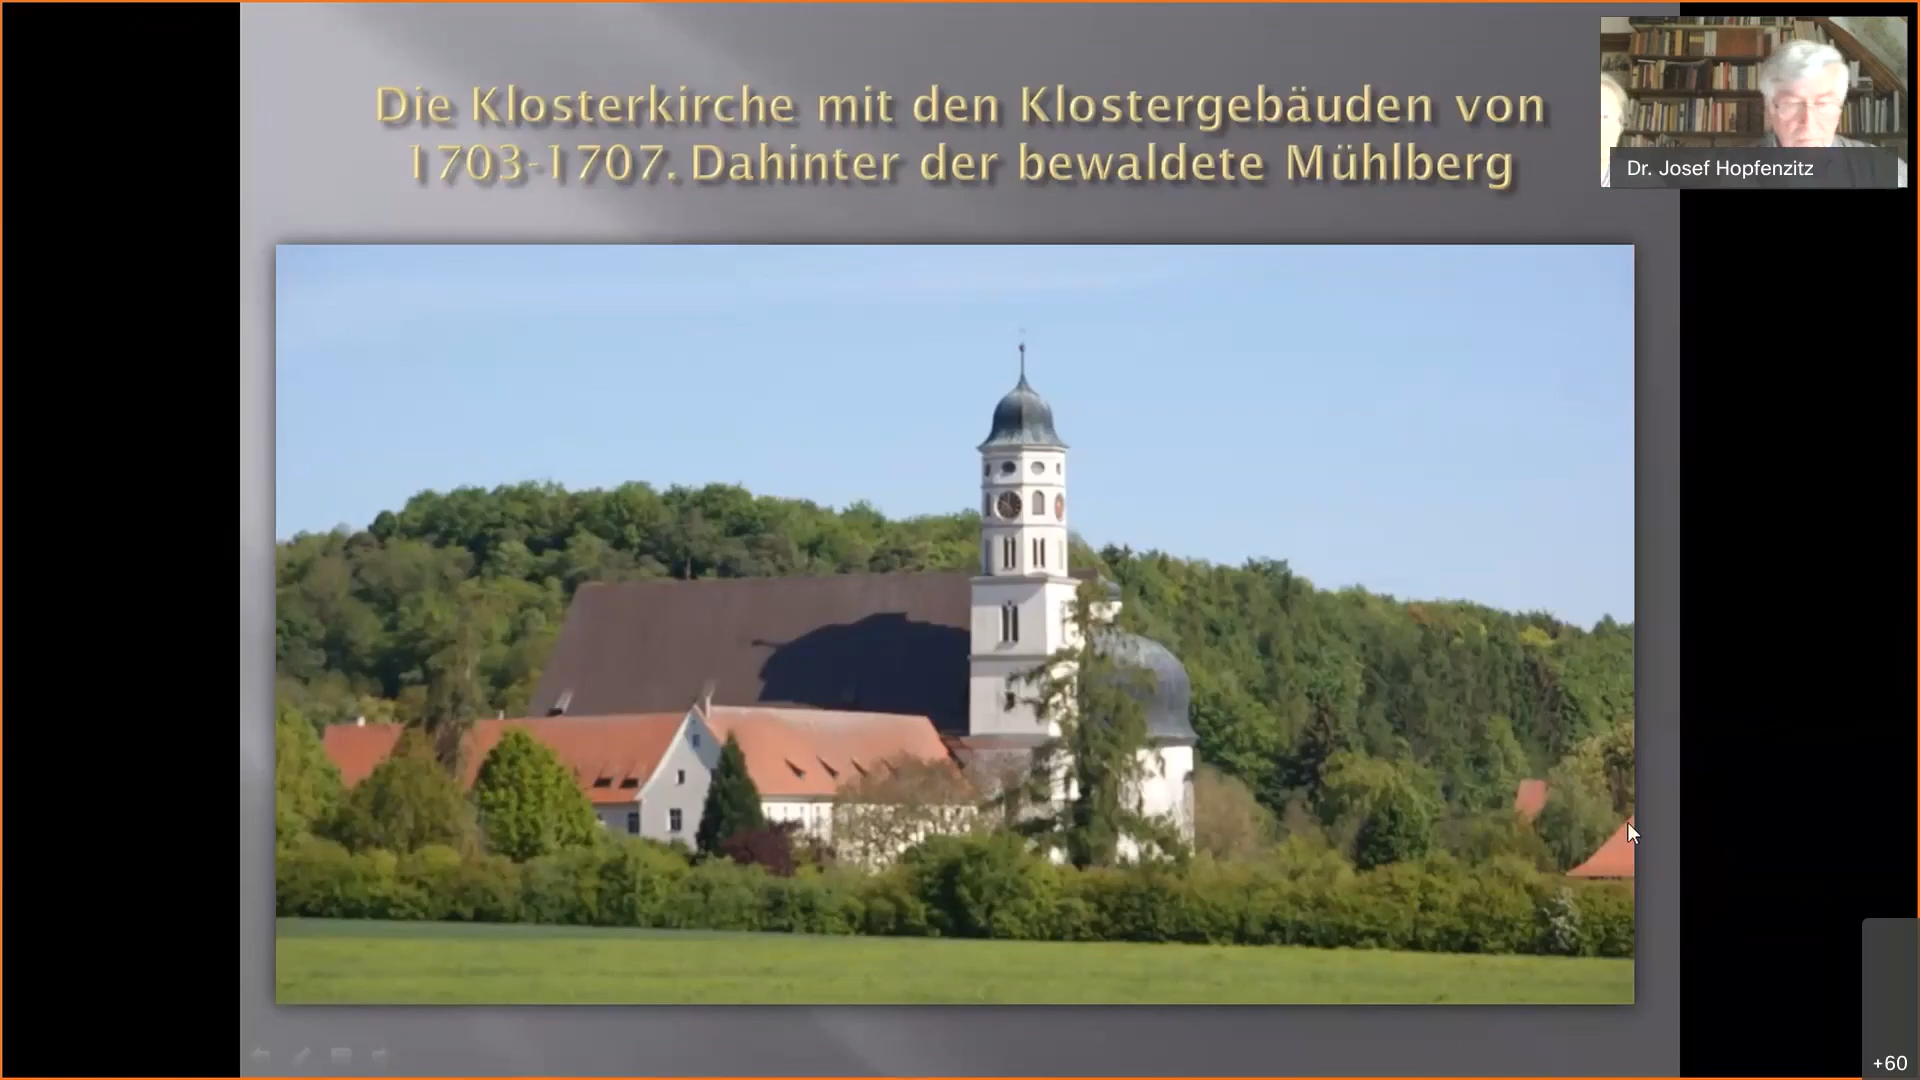 Die Klosterkirche mit den Klostergebäuden von
1703-1707. Dahinter der bewaldete Mühlberg
Dr. Josef Hopfenzitz
+60